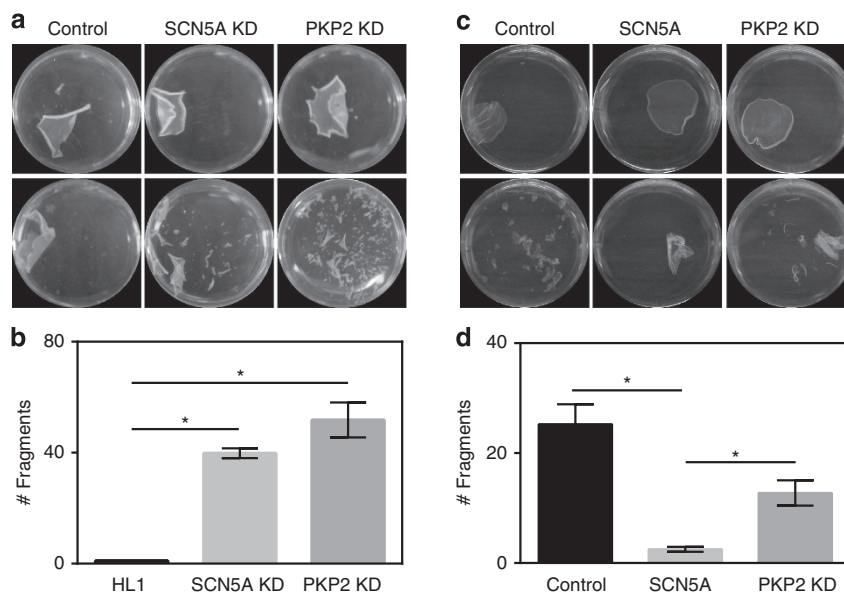 a
Control SCN5A KD PKP2 KD
b
# Fragments
80
40
0
*
*
HL1 SCN5A KD PKP2 KD
c
Control SCN5A PKP2 KD
d
# Fragments
40
20
0
*
*
Control SCN5A PKP2 KD